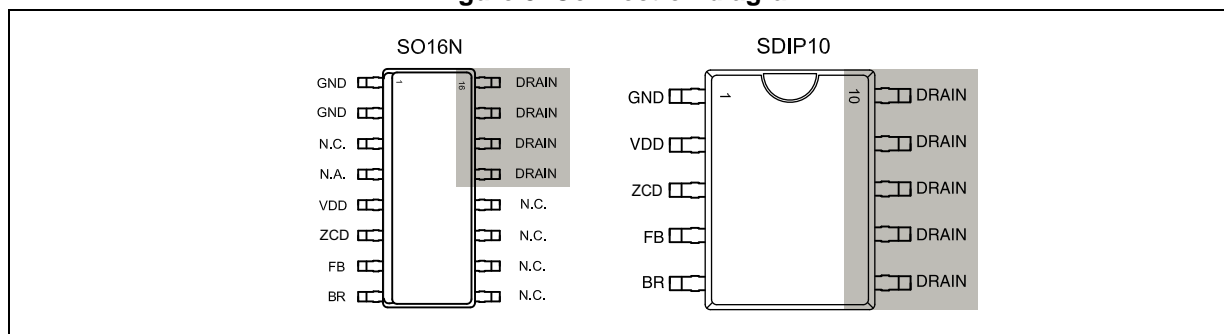 SO16N
GND 1 16 DRAIN
GND DRAIN
N.C. DRAIN
N.A. DRAIN
VDD N.C.
ZCD N.C.
FB N.C.
BR N.C.
SDIP10
GND 1 10 DRAIN
VDD DRAIN
ZCD DRAIN
FB DRAIN
BR DRAIN